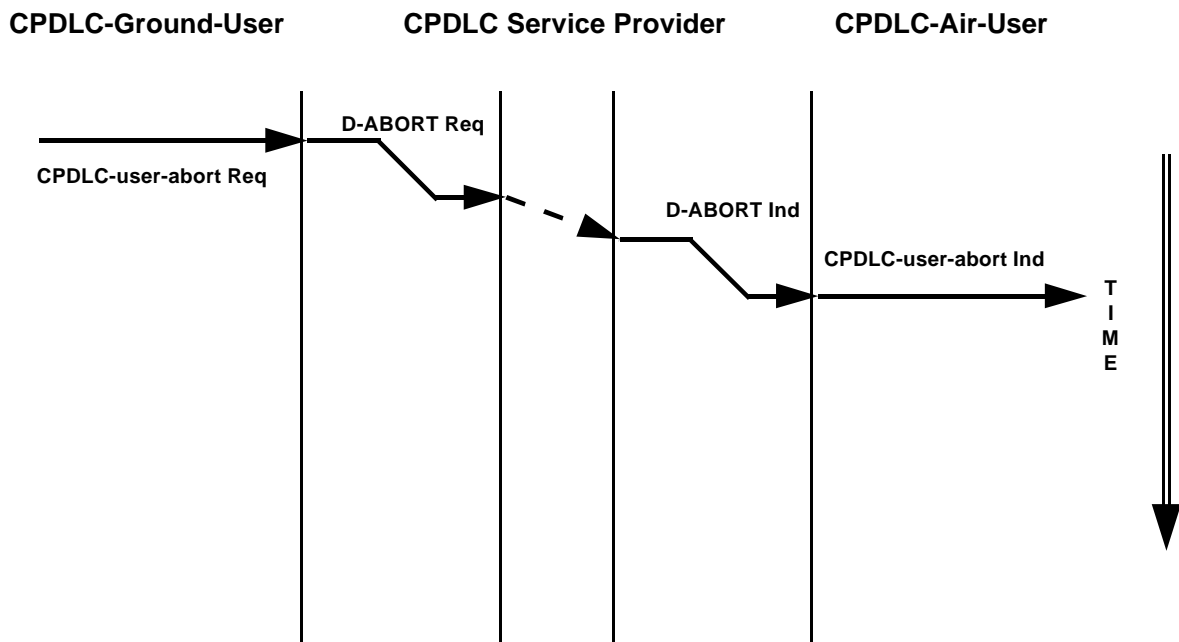 CPDLC-Ground-User CPDLC Service Provider CPDLC-Air-User
D-ABORT Req
CPDLC-user-abort Req
D-ABORT Ind
CPDLC-user-abort Ind
T
I
M
E